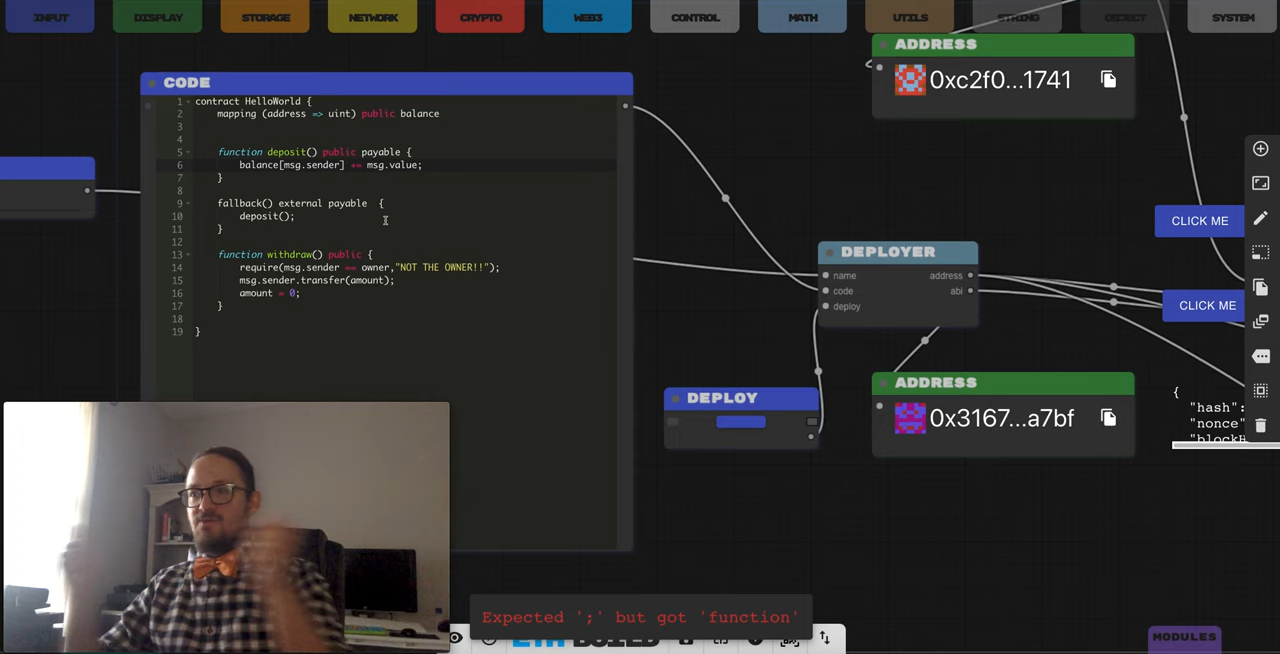 INPUT
DISPLAY
STORAGE
NETWORK
CRYPTO
WEB3
CONTROL
MATH
UTILS
STRING
OBJECT
SYSTEM
ADDRESS
0xc2f0...1741
CODE
1 contract HelloWorld {
2 mapping (address => uint) public balance
3
4
5 function deposit() public payable {
6 balance[msg.sender] += msg.value;
7 }
8
9 fallback() external payable {
10 deposit();
11 }
12
13 function withdraw() public {
14 require(msg.sender == owner,"NOT THE OWNER!!");
15 msg.sender.transfer(amount);
16 amount = 0;
17 }
18
19 }
CLICK ME
DEPLOYER
name
address
code
abi
deploy
CLICK ME
DEPLOY
ADDRESS
0x3167...a7bf
{
"hash":
"nonce"
"blockH
Expected ';' but got 'function'
MODULES